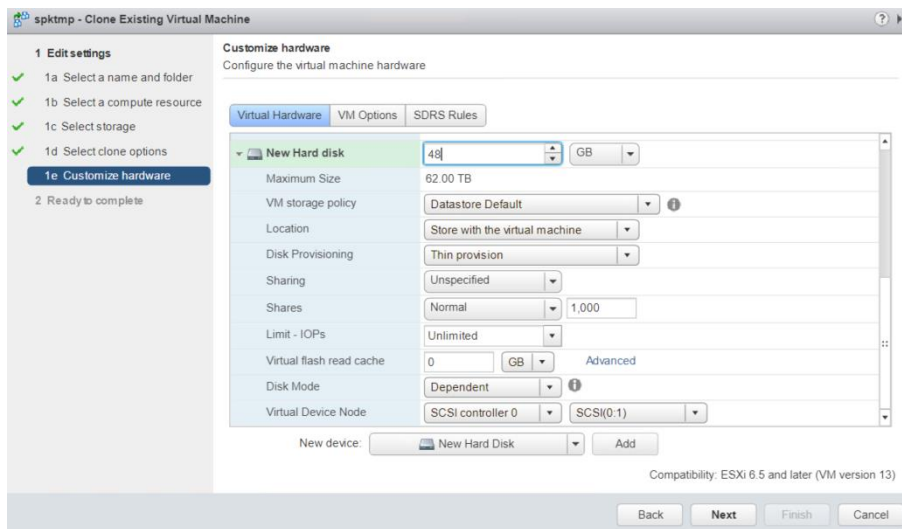 spktmp - Clone Existing Virtual Machine
?
1 Edit settings
1a Select a name and folder
1b Select a compute resource
1c Select storage
1d Select clone options
1e Customize hardware
2 Ready to complete
Customize hardware
Configure the virtual machine hardware
Virtual Hardware VM Options SDRS Rules
New Hard disk 48 GB
Maximum Size 62.00 TB
VM storage policy Datastore Default
Location Store with the virtual machine
Disk Provisioning Thin provision
Sharing Unspecified
Shares Normal 1,000
Limit - IOPs Unlimited
Virtual flash read cache 0 GB Advanced
Disk Mode Dependent
Virtual Device Node SCSI controller 0 SCSI(0:1)
New device: New Hard Disk Add
Compatibility: ESXi 6.5 and later (VM version 13)
Back Next Finish Cancel